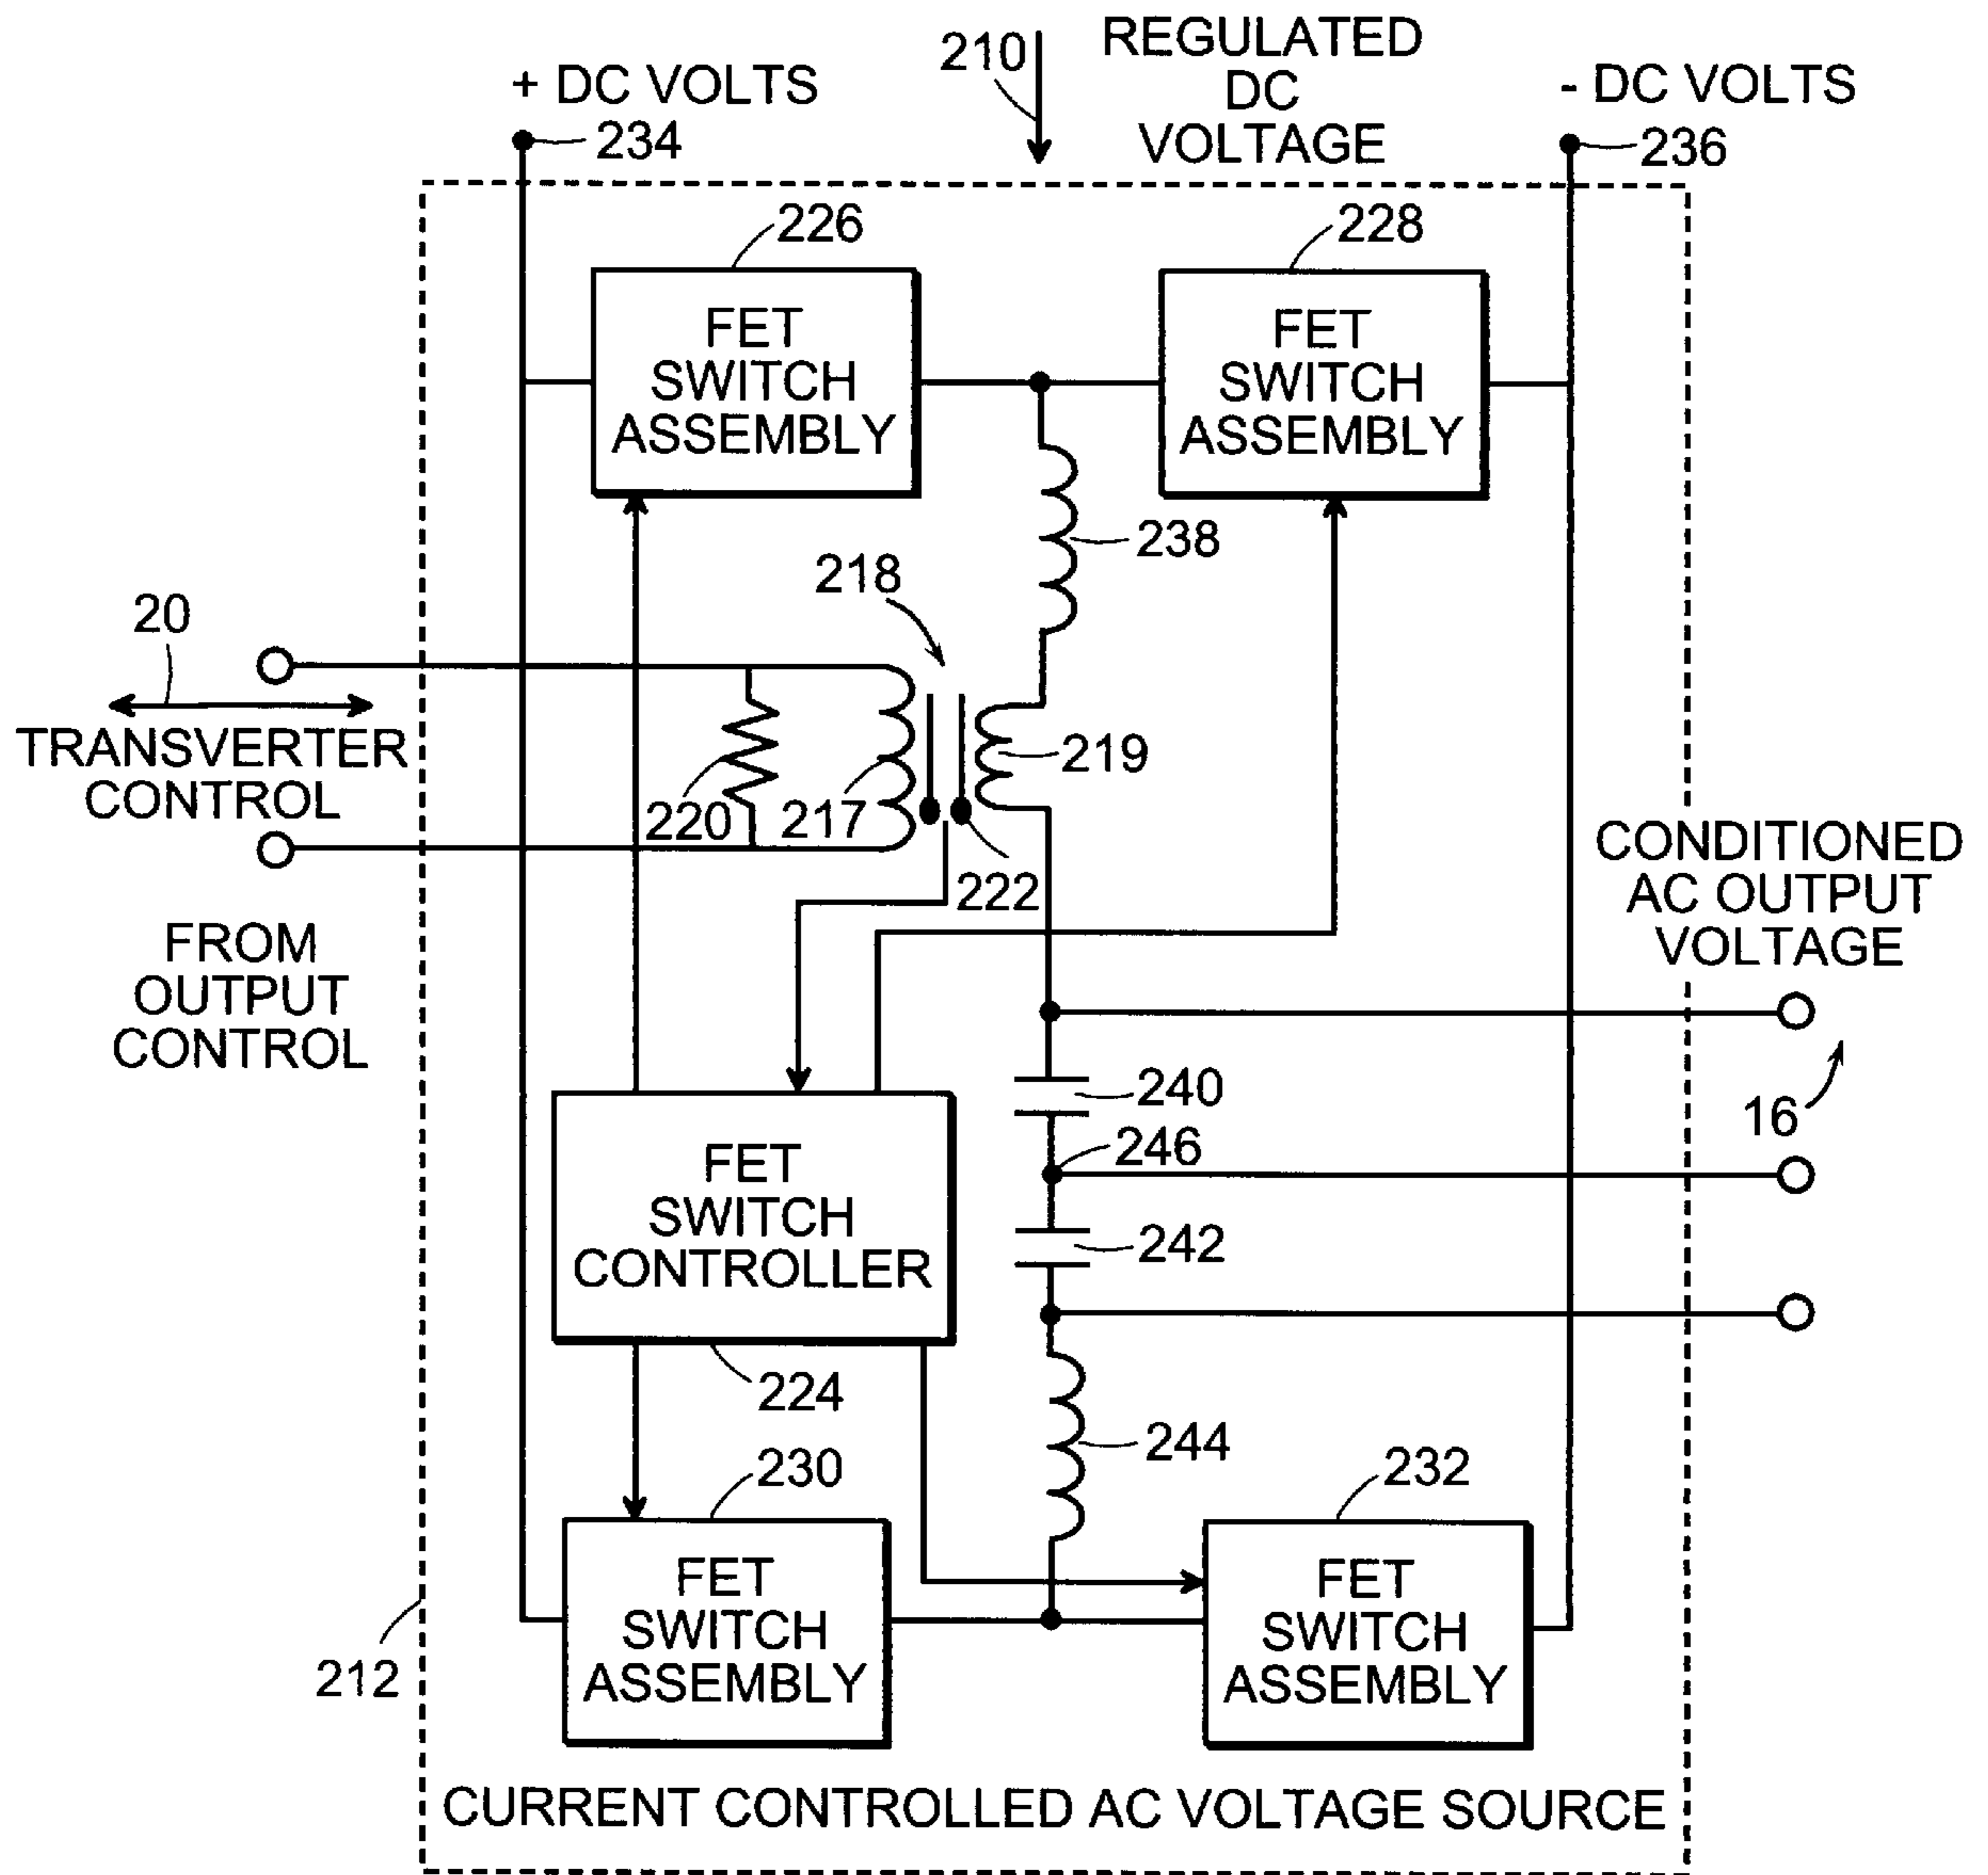 + DC VOLTS
234
210
REGULATED
DC
VOLTAGE
- DC VOLTS
236
226
228
FET
SWITCH
ASSEMBLY
FET
SWITCH
ASSEMBLY
238
218
20
TRANSVERTER
CONTROL
219
220
217
222
FROM
OUTPUT
CONTROL
CONDITIONED
AC OUTPUT
VOLTAGE
240
16
246
FET
SWITCH
CONTROLLER
242
224
244
230
232
FET
SWITCH
ASSEMBLY
FET
SWITCH
ASSEMBLY
212
CURRENT CONTROLLED AC VOLTAGE SOURCE